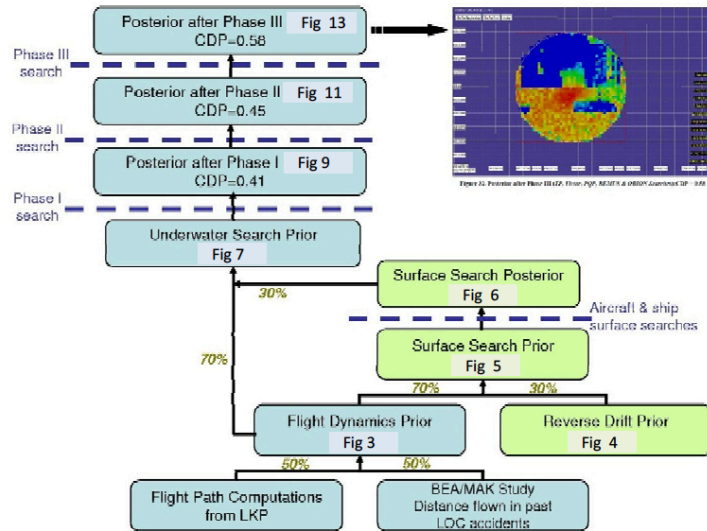 Posterior after Phase III Fig 13
CDP=0.58
Phase III
search
Posterior after Phase II Fig 11
CDP=0.45
Phase II
search
Posterior after Phase I Fig 9
CDP=0.41
Phase I
search
Underwater Search Prior
Fig 7
30%
Surface Search Posterior
Fig 6
Aircraft & ship
surface searches
70%
Surface Search Prior
Fig 5
70%
30%
Flight Dynamics Prior
Fig 3
Reverse Drift Prior
Fig 4
50%
50%
Flight Path Computations
from LKP
BEA/MAK Study
Distance flown in past
LOC accidents